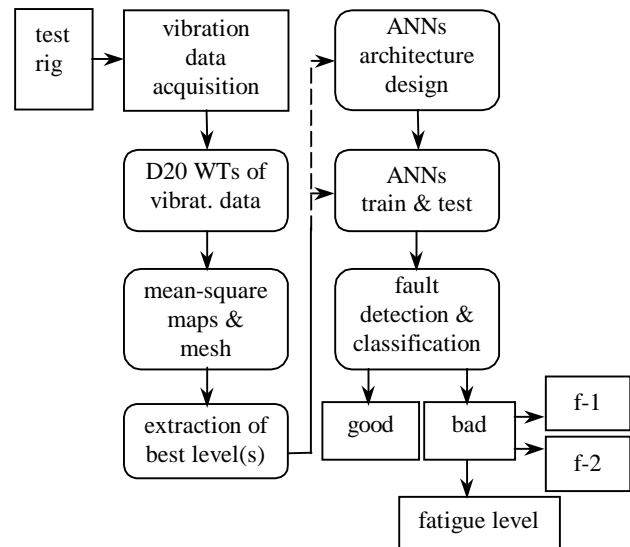 test
rig
vibration
data
acquisition
D20 WTs of
vibrat. data
mean-square
maps &
mesh
extraction of
best level(s)
ANNs
architecture
design
ANNs
train & test
fault
detection &
classification
good
bad
f-1
f-2
fatigue level